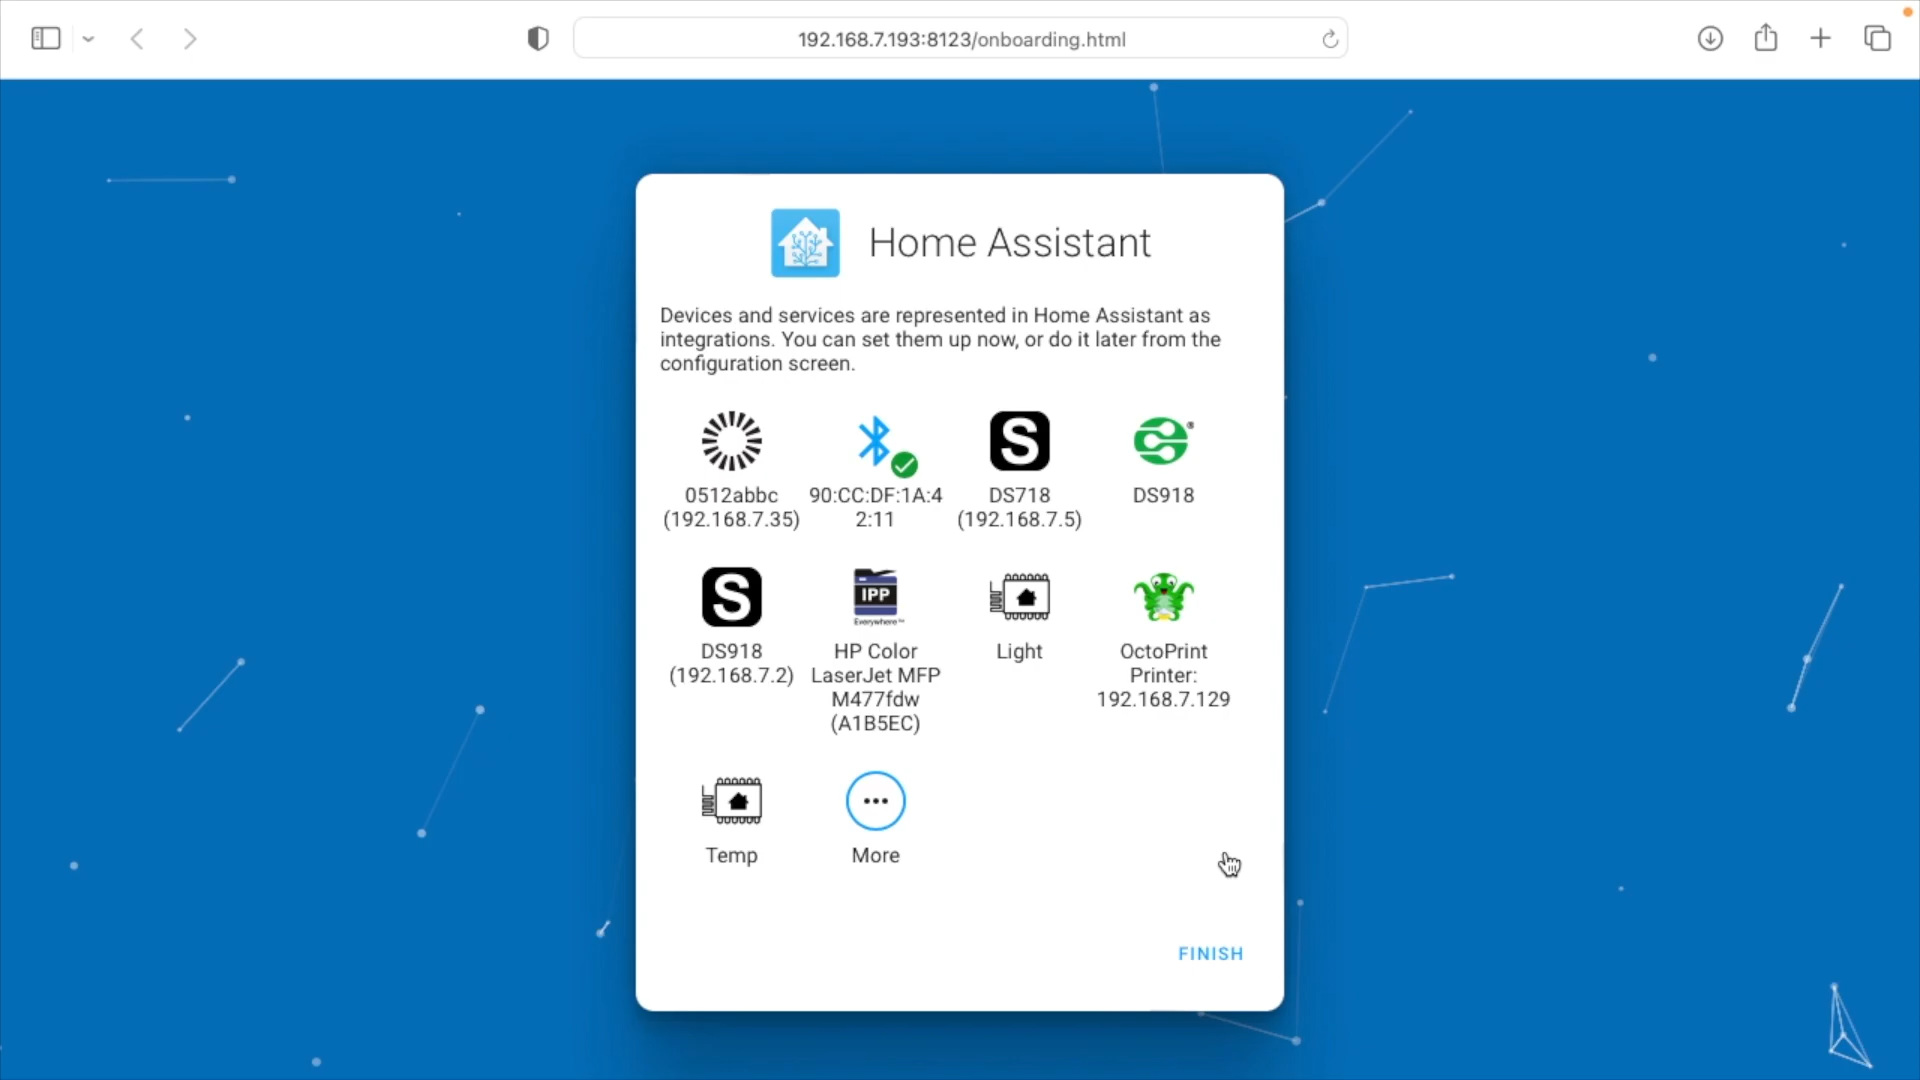 192.168.7.193:8123/onboarding.html
Home Assistant
Devices and services are represented in Home Assistant as
integrations. You can set them up now, or do it later from the
configuration screen.
0512abbc
(192.168.7.35)
90:CC:DF:1A:4
2:11
S
DS718
(192.168.7.5)
DS918
S
DS918
(192.168.7.2)
IPP
Everywhere™
HP Color
LaserJet MFP
M477fdw
(A1B5EC)
Light
OctoPrint
Printer:
192.168.7.129
Temp
More
FINISH